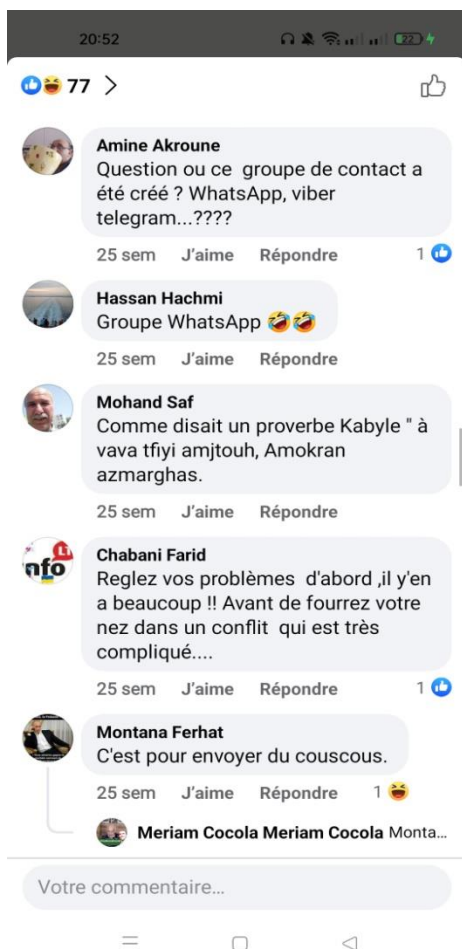 20:52
22
77
Amine Akroune
Question ou ce groupe de contact a
été créé ? WhatsApp, viber
telegram...????
25 sem J'aime Répondre 1
Hassan Hachmi
Groupe WhatsApp 🤣🤣
25 sem J'aime Répondre
Mohand Saf
Comme disait un proverbe Kabyle " à
vava tfiyi amjtouh, Amokran
azmarghas.
25 sem J'aime Répondre
LT
nfo
Chabani Farid
Reglez vos problèmes d'abord ,il y'en
a beaucoup !! Avant de fourrez votre
nez dans un conflit qui est très
compliqué....
25 sem J'aime Répondre 1
Montana Ferhat
C'est pour envoyer du couscous.
25 sem J'aime Répondre 1
Meriam Cocola Meriam Cocola Monta...
Votre commentaire...